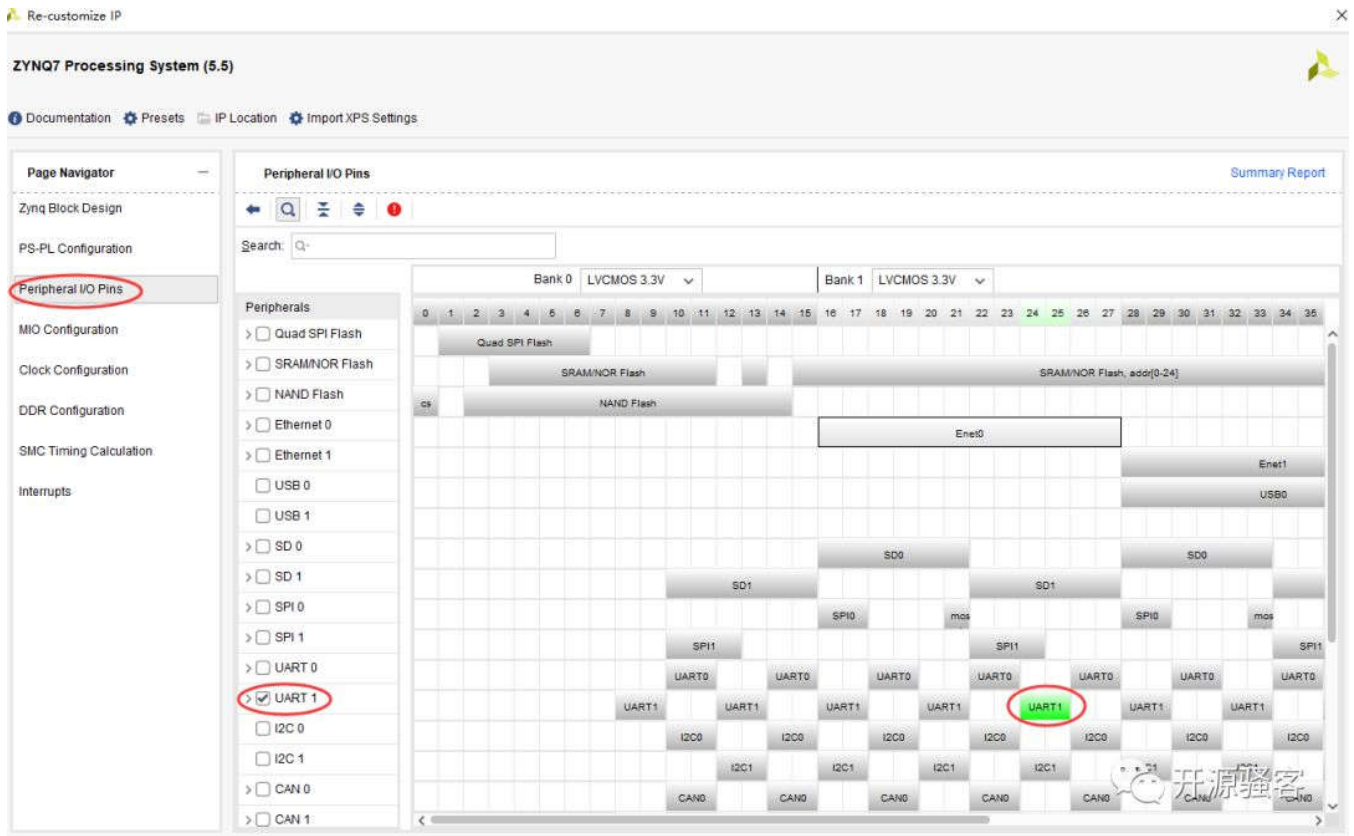 Re-customize IP
ZYNQ7 Processing System (5.5)
Documentation Presets IP Location Import XPS Settings
Page Navigator
Zynq Block Design
PS-PL Configuration
Peripheral I/O Pins
MIO Configuration
Clock Configuration
DDR Configuration
SMC Timing Calculation
Interrupts
Peripheral I/O Pins Summary Report
Search:
Bank 0 LVCMOS 3.3V Bank 1 LVCMOS 3.3V
Peripherals 0 1 2 3 4 5 6 7 8 9 10 11 12 13 14 15 16 17 18 19 20 21 22 23 24 25 26 27 28 29 30 31 32 33 34 35
Quad SPI Flash Quad SPI Flash
SRAM/NOR Flash SRAM/NOR Flash SRAM/NOR Flash, addr[0-24]
NAND Flash cs NAND Flash
Ethernet 0 Enet0
Ethernet 1 Enet1
USB 0 USB0
USB 1
SD 0 SD0 SD0
SD 1 SD1 SD1
SPI 0 SPI0 mos SPI0 mos
SPI 1 SPI1 SPI1 SPI1
UART 0 UART0 UART0 UART0 UART0 UART0 UART0 UART0
UART 1 UART1 UART1 UART1 UART1 UART1 UART1 UART1
I2C 0 I2C0 I2C0 I2C0 I2C0 I2C0 I2C0 I2C0
I2C 1 I2C1 I2C1 I2C1 I2C1
CAN 0 CAN0 CAN0 CAN0 CAN0 CAN0 CAN0 CAN0
CAN 1
开源骚客